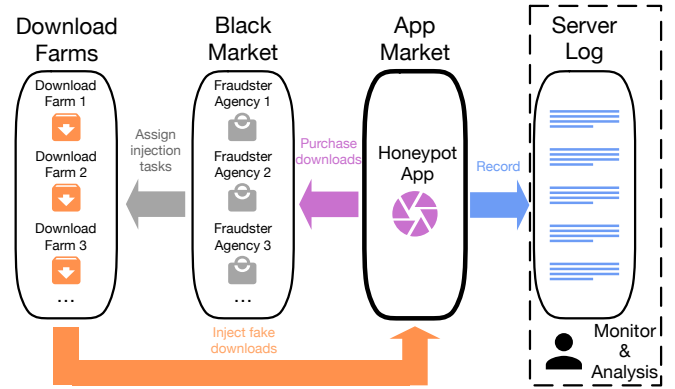 Download
Farms
Download
Farm 1
Download
Farm 2
Download
Farm 3
...
Assign
injection
tasks
Black
Market
Fraudster
Agency 1
Fraudster
Agency 2
Fraudster
Agency 3
...
Purchase
downloads
App
Market
Honeypot
App
Record
Server
Log
Inject fake
downloads
Monitor
&
Analysis